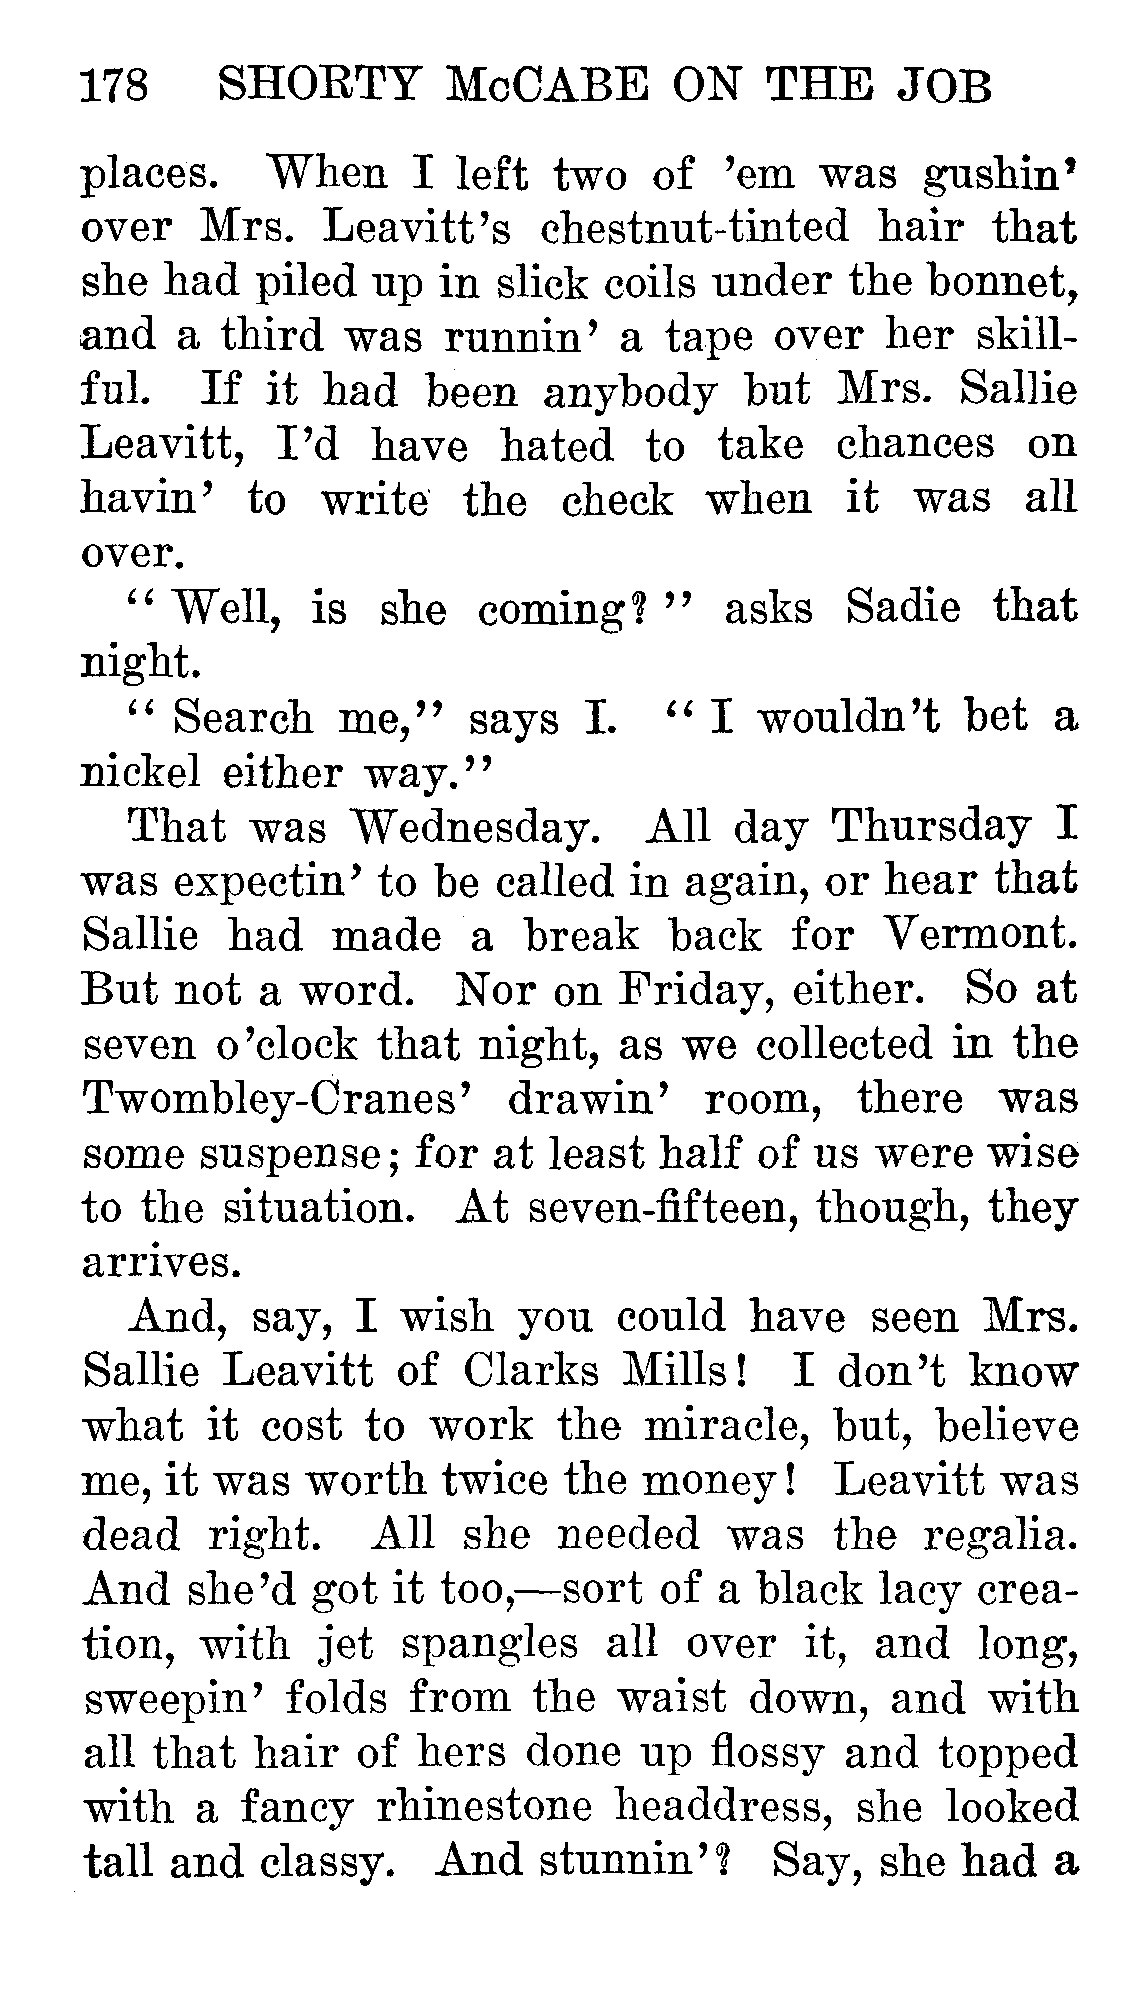 178 SHORTY McCABE ON THE JOB
places. When I left two of ’em was gushin’
over Mrs. Leavitt’s chestnut-tinted hair that
she had piled up in slick coils under the bonnet,
and a third was runnin’ a tape over her skill-
ful. If it had been anybody but Mrs. Sallie
Leavitt, I’d have hated to take chances on
havin’ to write the check when it was all
over.
“Well, is she coming?” asks Sadie that
night.
“Search me,” says I. “I wouldn’t bet a
nickel either way.”
That was Wednesday. All day Thursday I
was expectin’ to be called in again, or hear that
Sallie had made a break back for Vermont.
But not a word. Nor on Friday, either. So at
seven o’clock that night, as we collected in the
Twombley-Cranes’ drawin’ room, there was
some suspense; for at least half of us were wise
to the situation. At seven-fifteen, though, they
arrives.
And, say, I wish you could have seen Mrs.
Sallie Leavitt of Clarks Mills! I don’t know
what it cost to work the miracle, but, believe
me, it was worth twice the money! Leavitt was
dead right. All she needed was the regalia.
And she’d got it too,—sort of a black lacy crea-
tion, with jet spangles all over it, and long,
sweepin’ folds from the waist down, and with
all that hair of hers done up flossy and topped
with a fancy rhinestone headdress, she looked
tall and classy. And stunnin’? Say, she had a